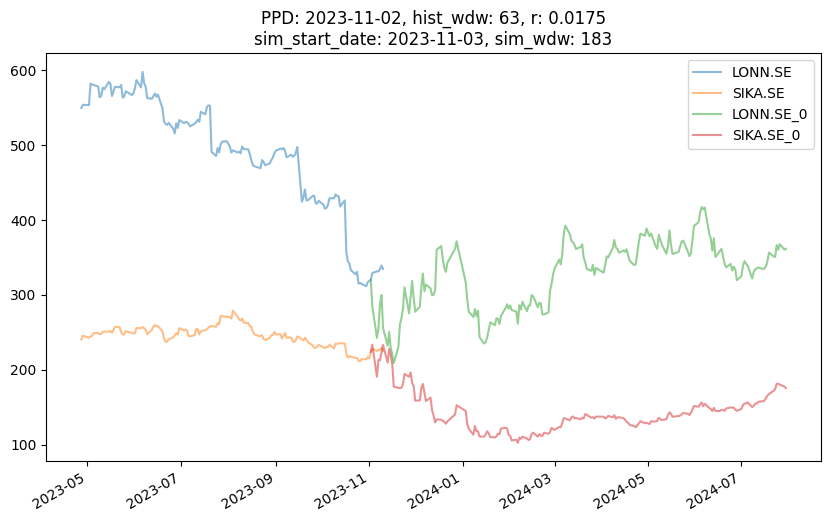 PPD: 2023-11-02, hist_wdw: 63, r: 0.0175
sim_start_date: 2023-11-03, sim_wdw: 183
LONN.SE
SIKA.SE
LONN.SE_0
SIKA.SE_0
600
500
400
300
200
100
2023-05
2023-07
2023-09
2023-11
2024-01
2024-03
2024-05
2024-07